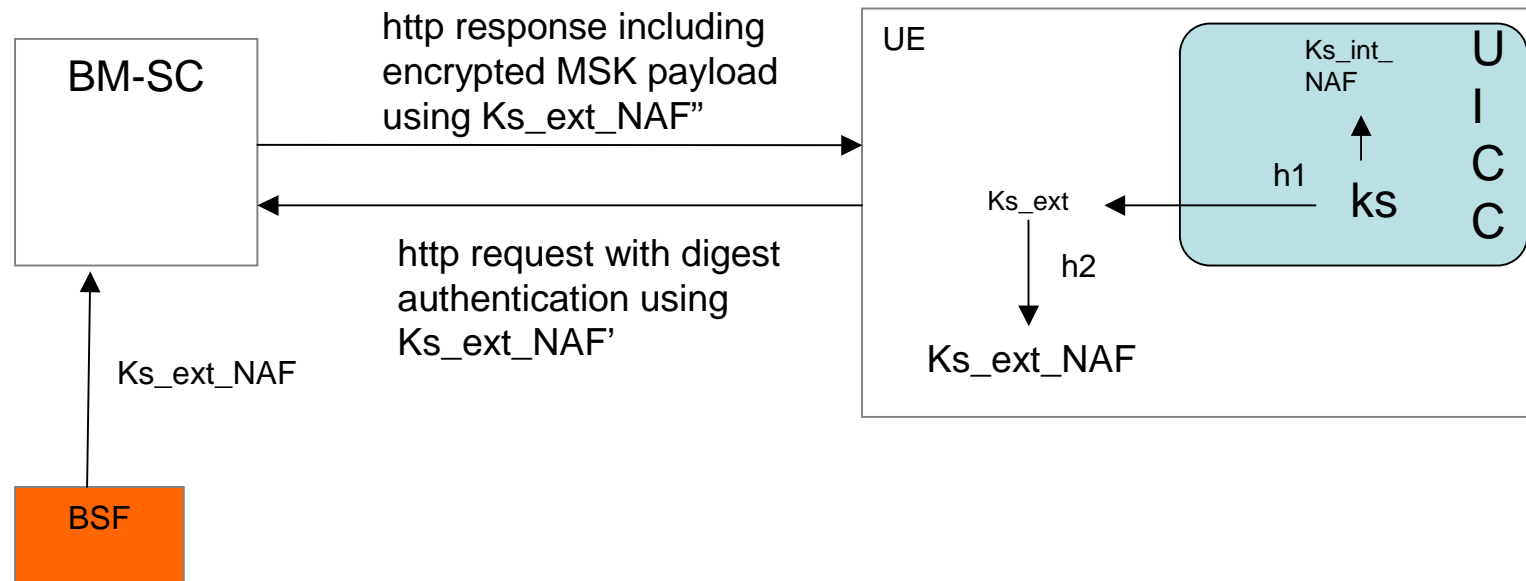 BM-SC
http response including
encrypted MSK payload
using Ks_ext_NAF”
http request with digest
authentication using
Ks_ext_NAF’
Ks_ext_NAF
BSF
UE
Ks_int_
NAF
UICC
h1
ks
Ks_ext
h2
Ks_ext_NAF